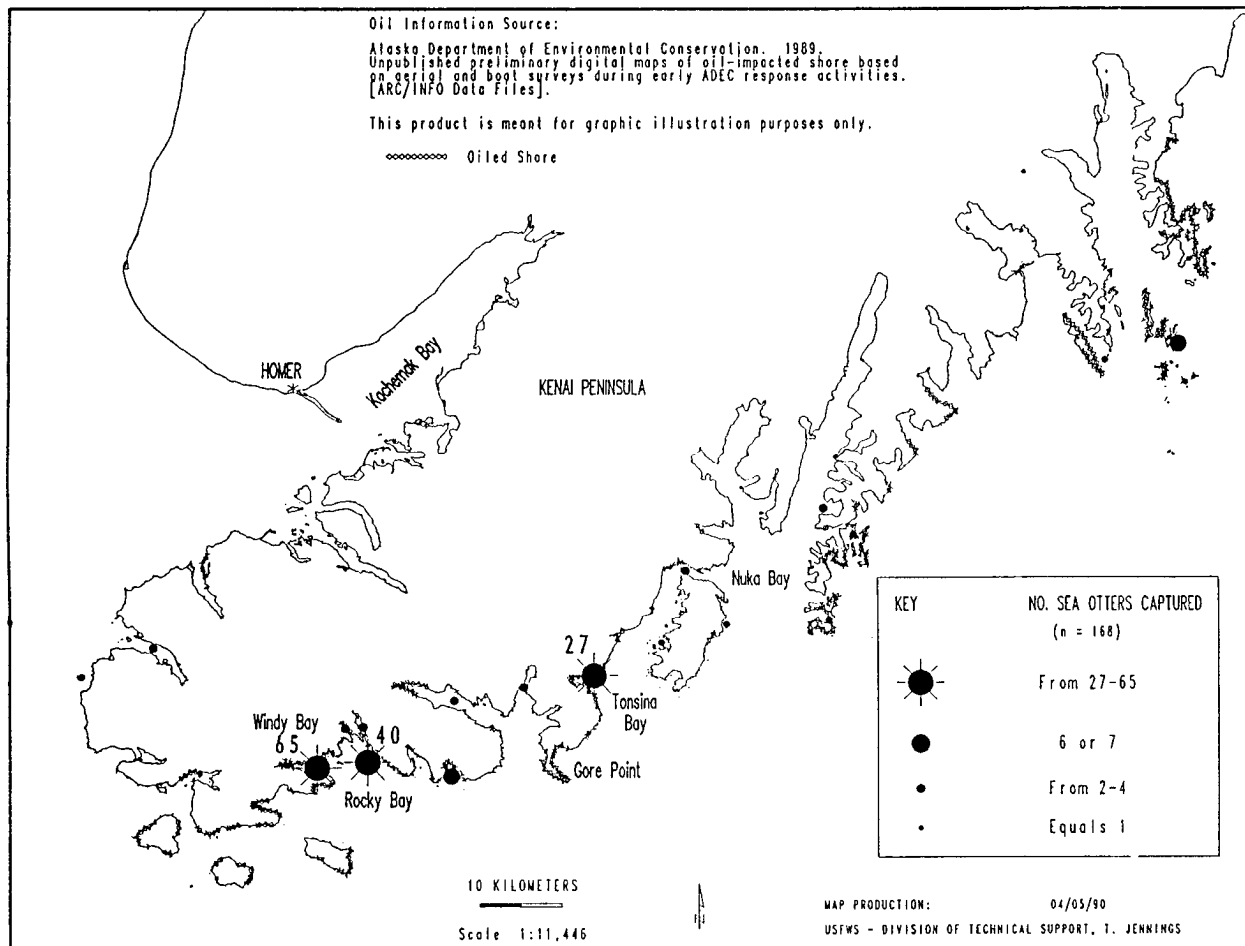 Oil Information Source:
Alaska Department of Environmental Conservation. 1989.
Unpublished preliminary digital maps of oil-impacted shore based
on aerial and boat surveys during early ADEC response activities.
[ARC/INFO Data Files].
This product is meant for graphic illustration purposes only.
Oiled Shore
HOMER
Kachemak Bay
KENAI PENINSULA
Nuka Bay
27
Tonsina
Bay
Windy Bay
65
40
Rocky Bay
Gore Point
KEY
NO. SEA OTTERS CAPTURED
(n = 168)
From 27-65
6 or 7
From 2-4
Equals 1
10 KILOMETERS
Scale 1:11,446
N
MAP PRODUCTION: 04/05/90
USFWS - DIVISION OF TECHNICAL SUPPORT, T. JENNINGS